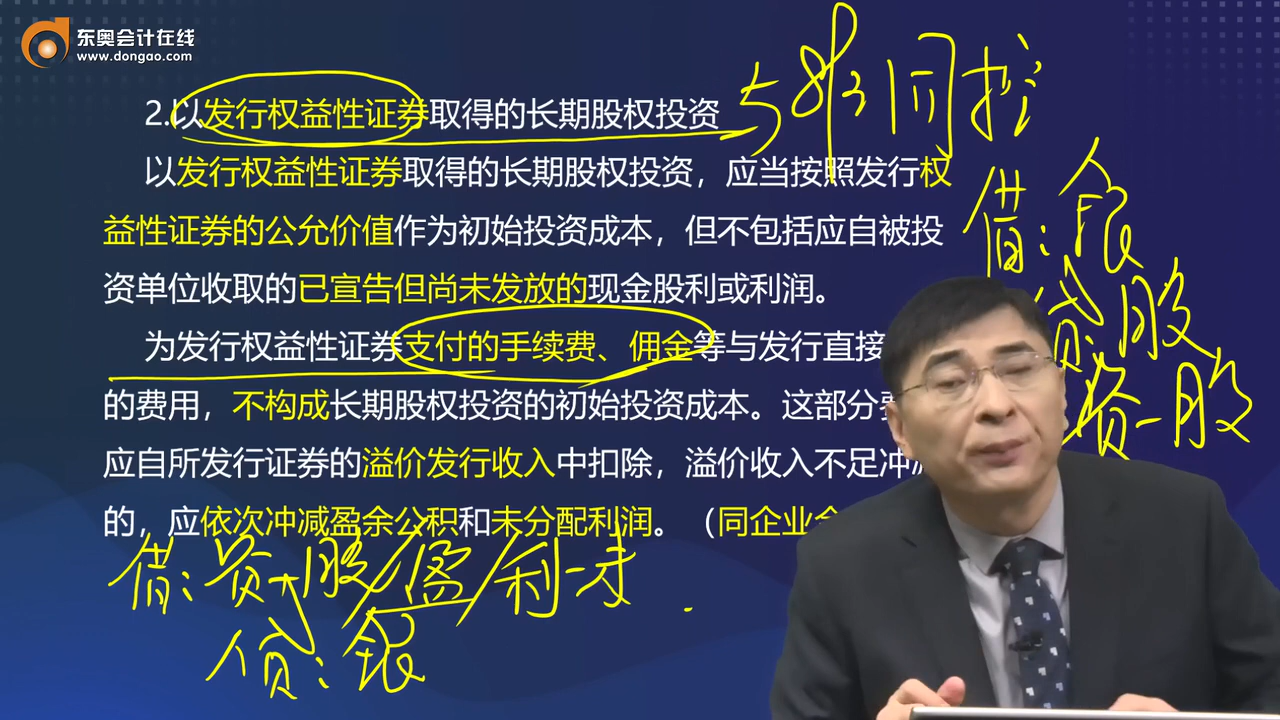 东奥会计在线
www.dongao.com
2.以发行权益性证券取得的长期股权投资
以发行权益性证券取得的长期股权投资，应当按照发行权
益性证券的公允价值作为初始投资成本，但不包括应自被投
资单位收取的已宣告但尚未发放的现金股利或利润。
为发行权益性证券支付的手续费、佣金等与发行直接
的费用，不构成长期股权投资的初始投资成本。这部分
应自所发行证券的溢价发行收入中扣除，溢价收入不足冲
的，应依次冲减盈余公积和未分配利润。（同企业
借：银
贷：股
资-股
借：资-股/盈/利-未
贷：银